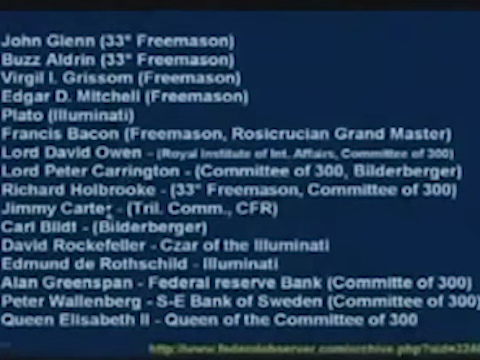 John Glenn (33° Freemason)
Buzz Aldrin (33° Freemason)
Virgil I. Grissom (Freemason)
Edgar D. Mitchell (Freemason)
Plato (Illuminati)
Francis Bacon (Freemason, Rosicrucian Grand Master)
Lord David Owen - (Royal Institute of Int. Affairs, Committee of 300)
Lord Peter Carrington - (Committee of 300, Bilderberger)
Richard Holbrooke - (33° Freemason, Committee of 300)
Jimmy Carter - (Tril. Comm., CFR)
Carl Bildt - (Bilderberger)
David Rockefeller - Czar of the Illuminati
Edmund de Rothschild - Illuminati
Alan Greenspan - Federal reserve Bank (Committe of 300)
Peter Wallenberg - S-E Bank of Sweden (Committee of 300)
Queen Elisabeth II - Queen of the Committee of 300